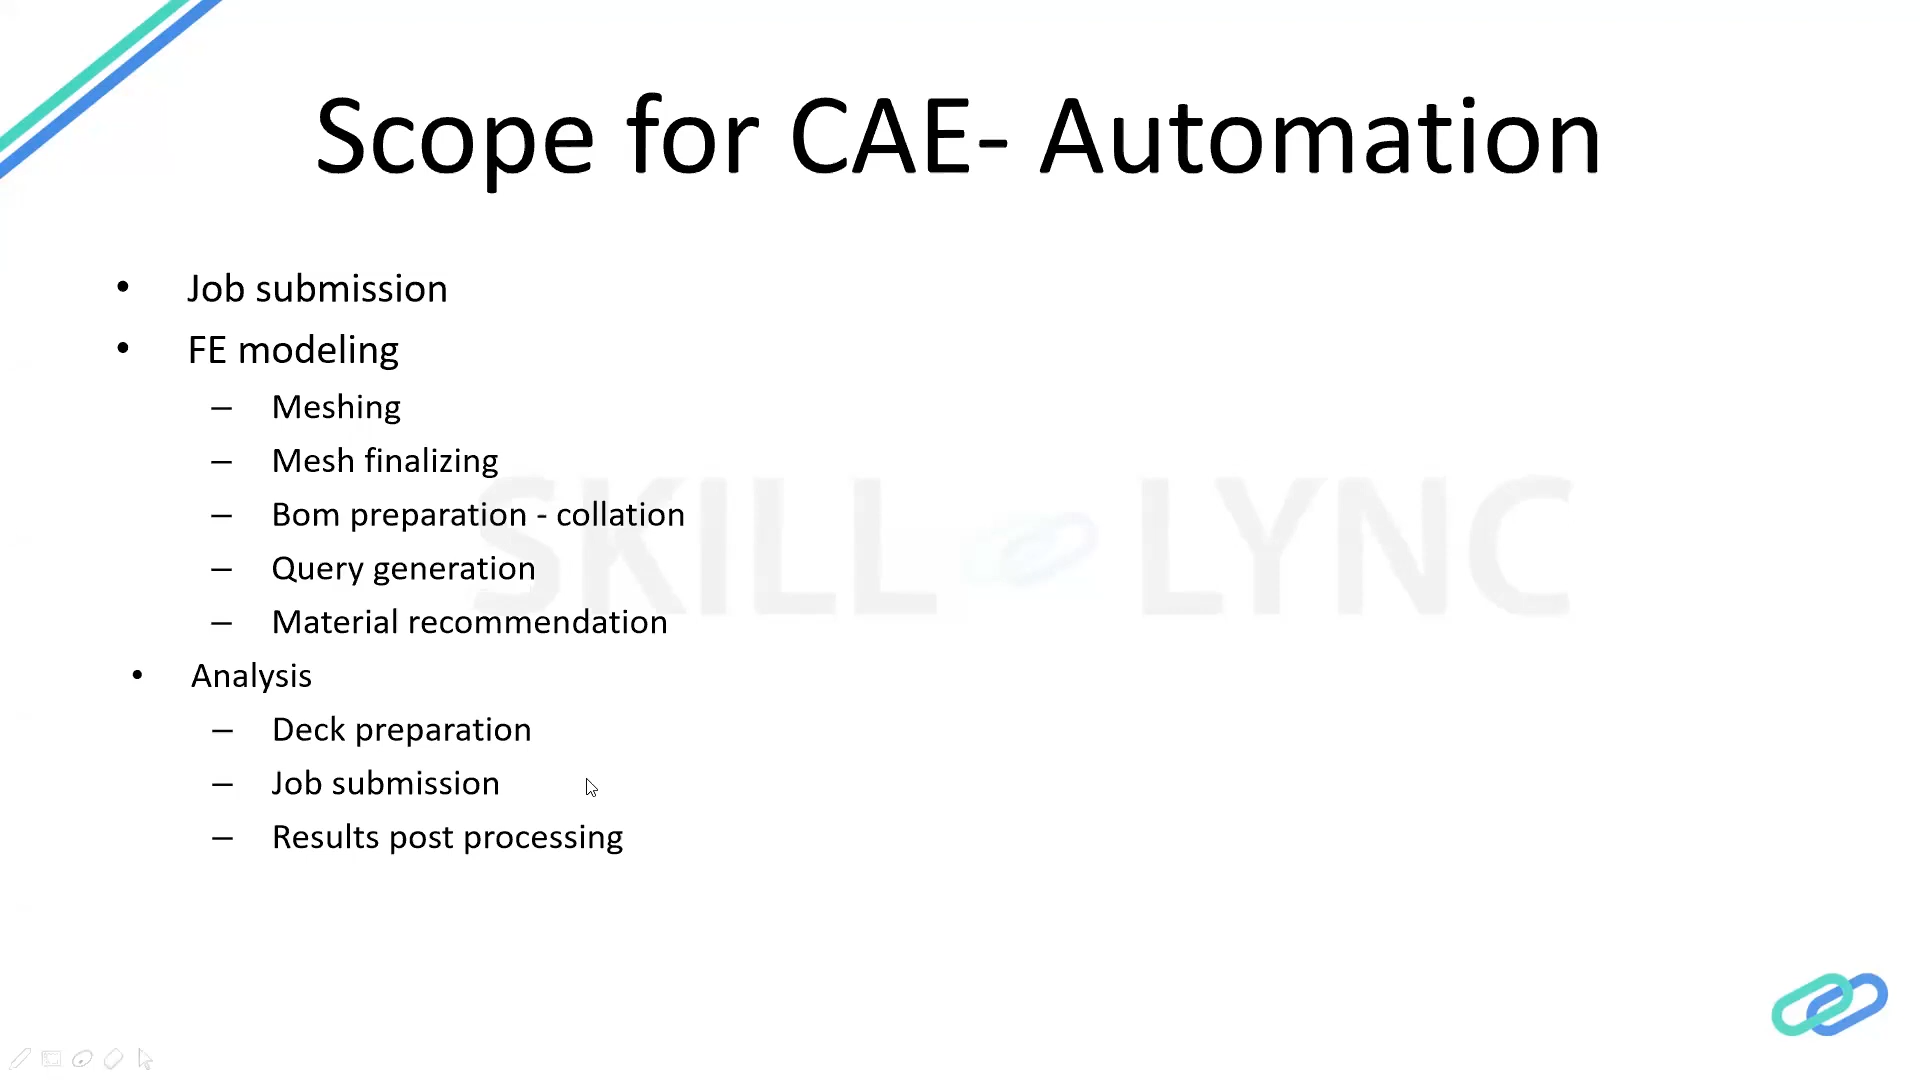 Scope for CAE- Automation
• Job submission
• FE modeling
– Meshing
– Mesh finalizing
– Bom preparation - collation
– Query generation
– Material recommendation
• Analysis
– Deck preparation
– Job submission
– Results post processing
SKILL LYNC